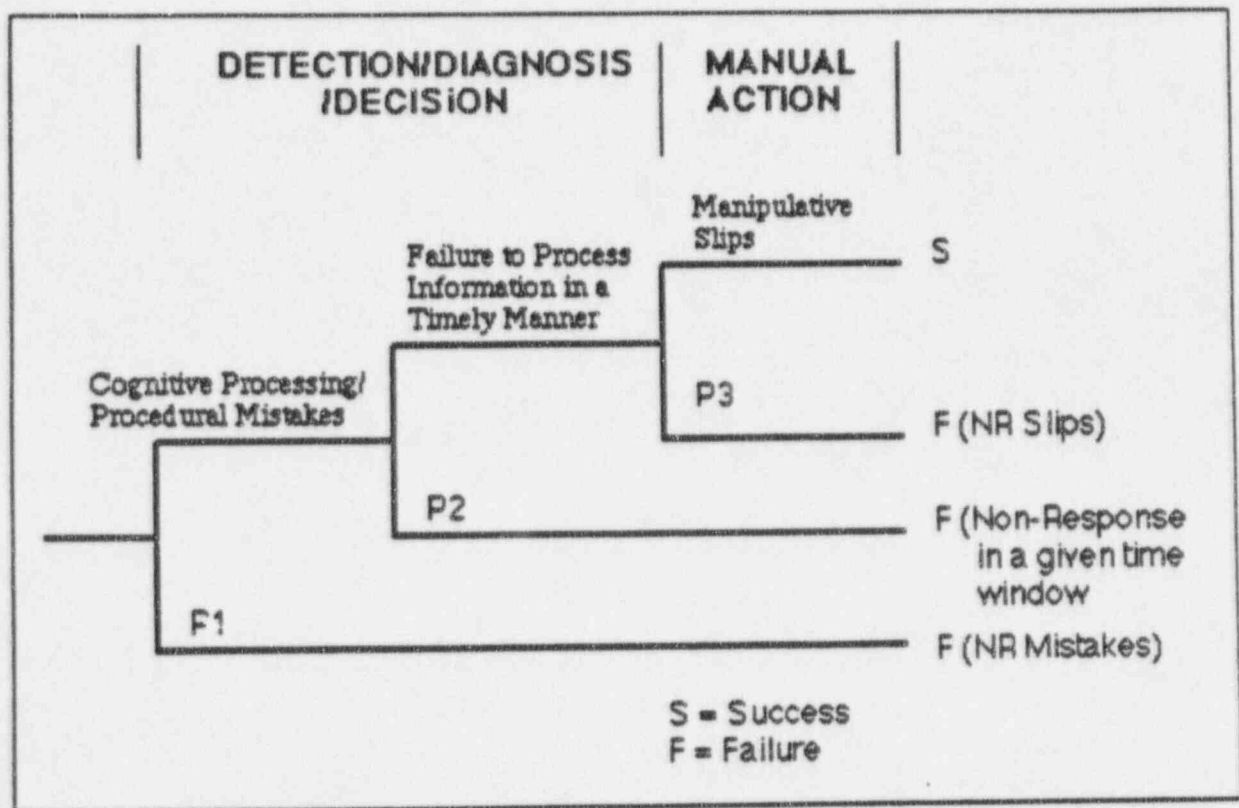 DETECTION/DIAGNOSIS
/DECISION
MANUAL
ACTION
Manipulative
Slips
S
Failure to Process
Information in a
Timely Manner
Cognitive Processing/
Procedural Mistakes
P3
F (NR Slips)
P2
F (Non-Response
in a given time
window
P1
F (NR Mistakes)
S = Success
F = Failure